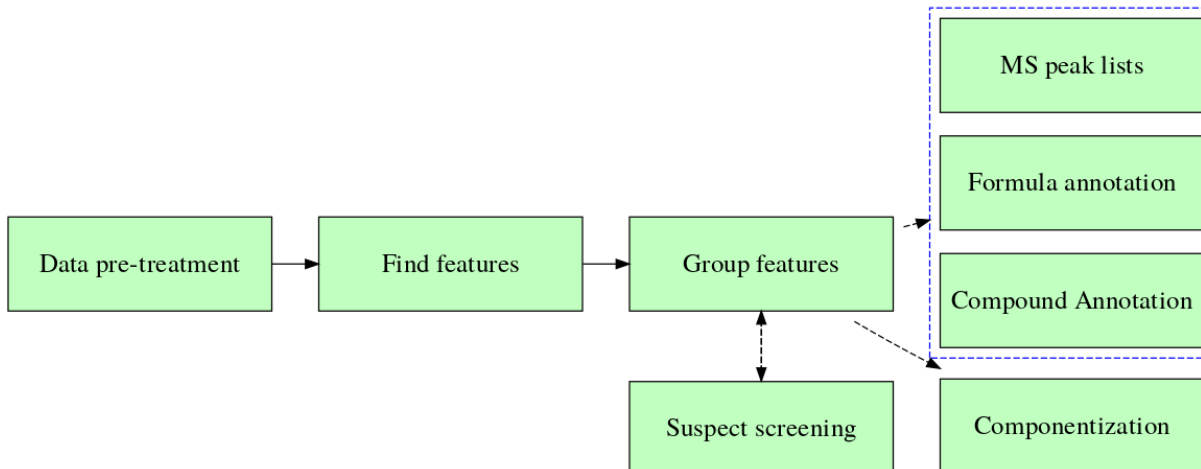 MS peak lists
Formula annotation
Data pre-treatment
Find features
Group features
Compound Annotation
Suspect screening
Componentization